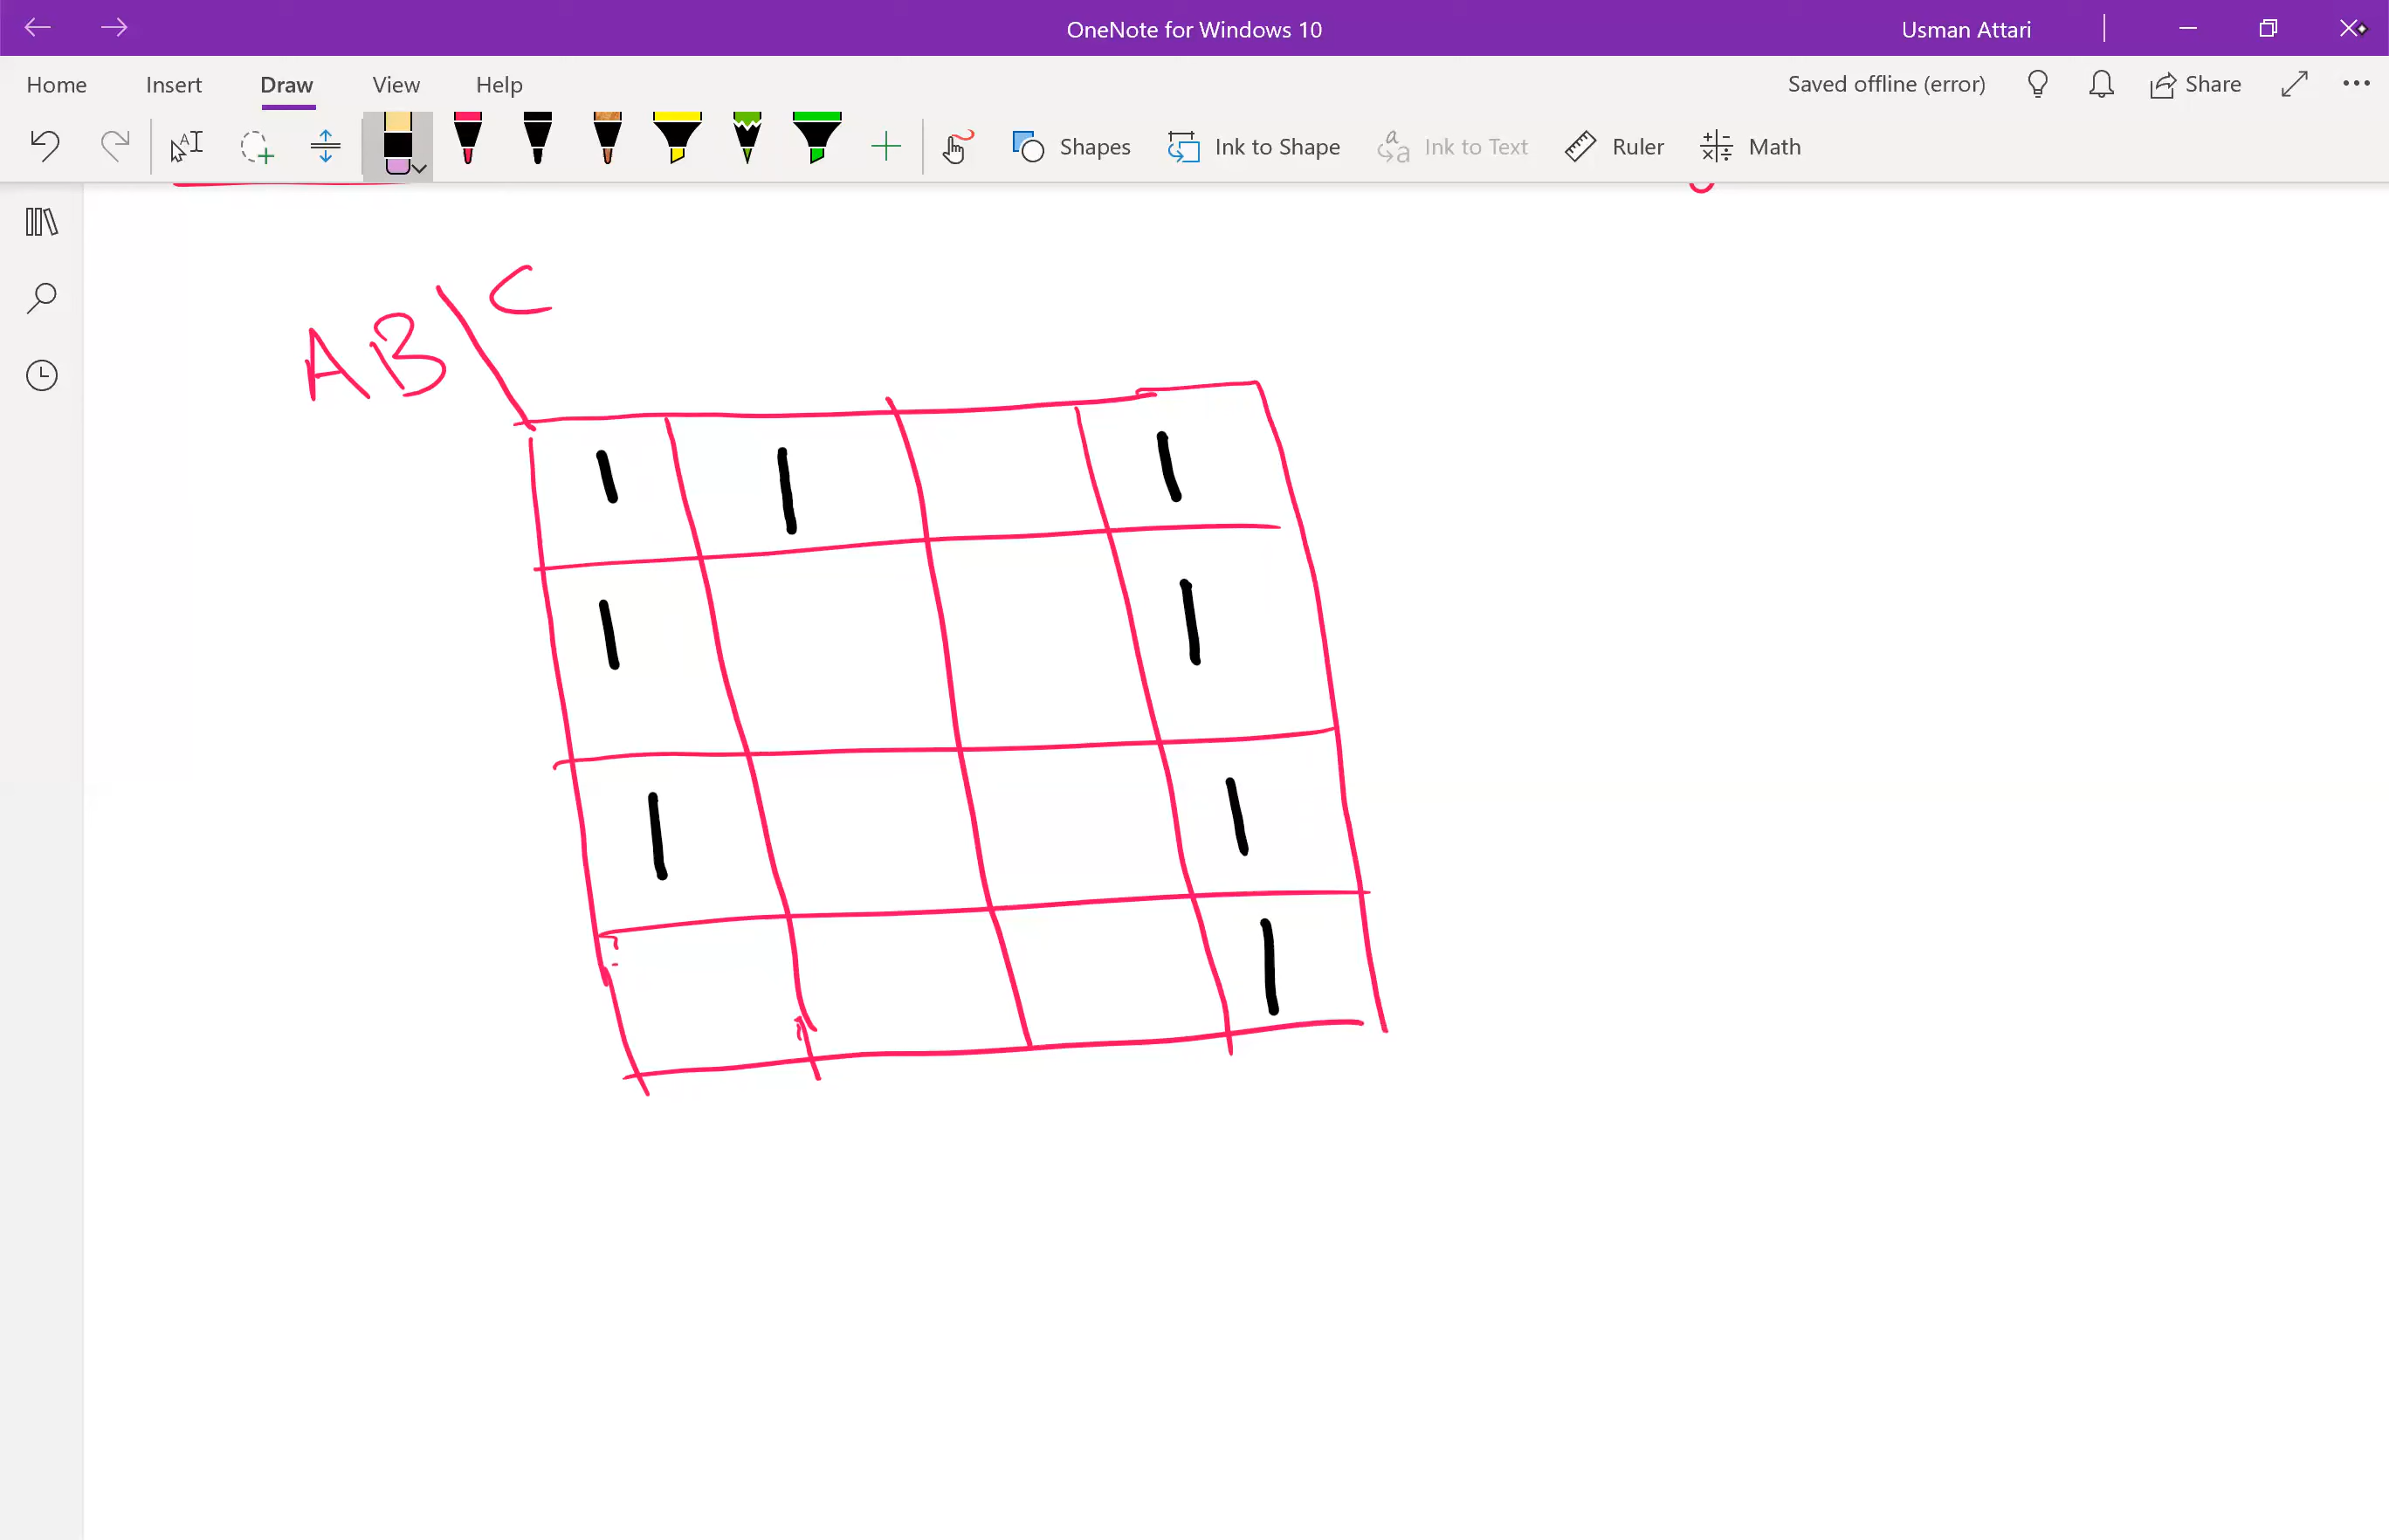 OneNote for Windows 10
Usman Attari
Home Insert Draw View Help
Saved offline (error) Share
Shapes Ink to Shape Ink to Text Ruler Math
AB\C
1 1 1
1 1
1 1
1